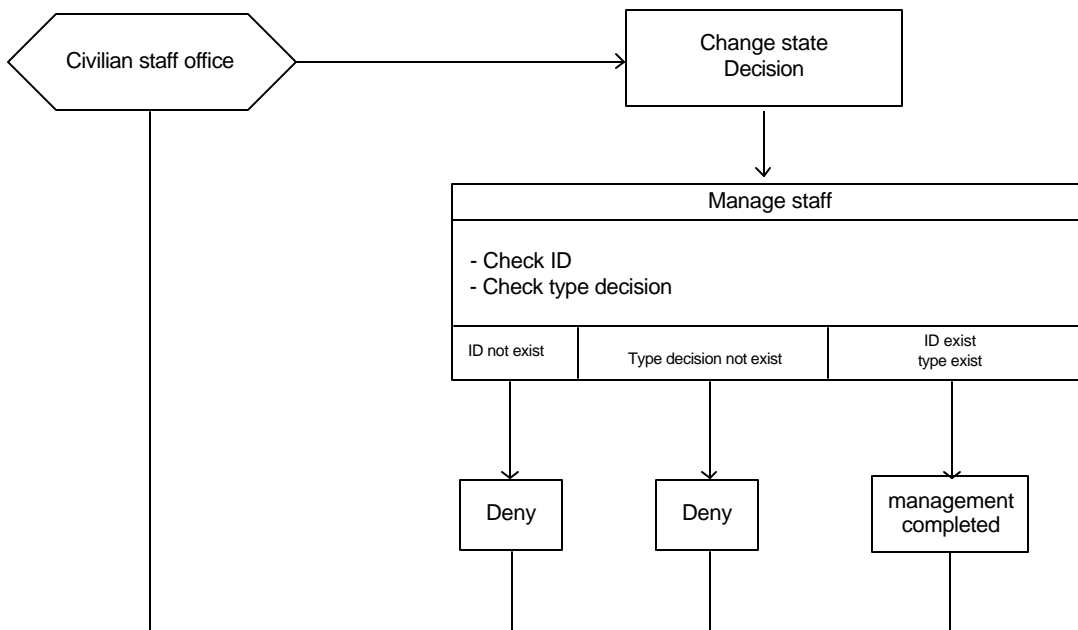 Civilian staff office
Change state
Decision
Manage staff
- Check ID
- Check type decision
ID not exist
Type decision not exist
ID exist
type exist
Deny
Deny
management
completed